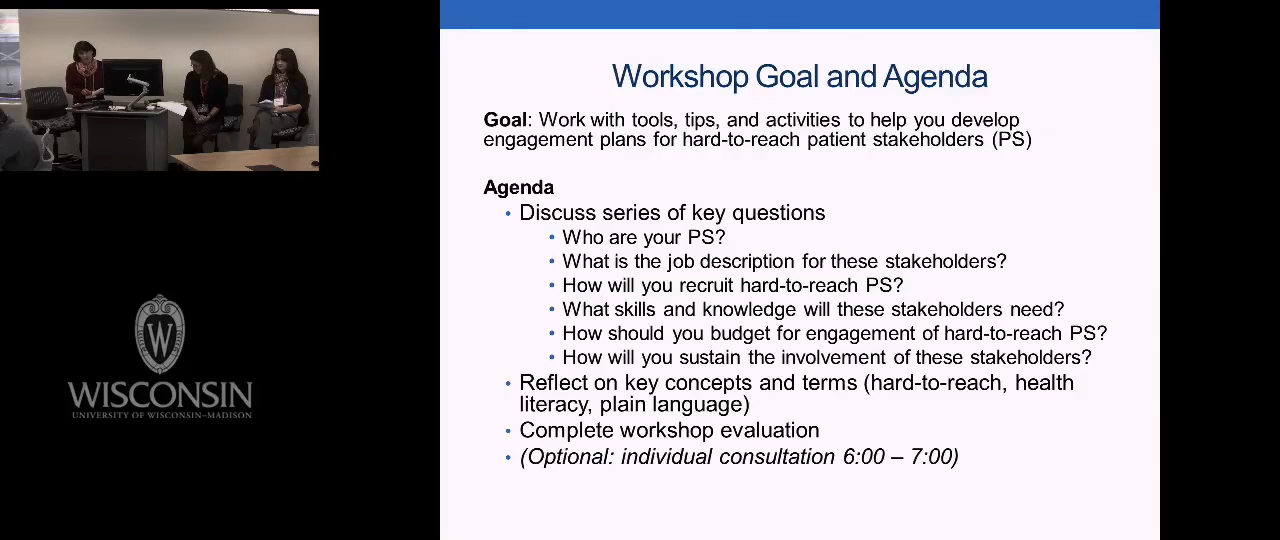 Workshop Goal and Agenda
Goal: Work with tools, tips, and activities to help you develop
engagement plans for hard-to-reach patient stakeholders (PS)
Agenda
• Discuss series of key questions
• Who are your PS?
• What is the job description for these stakeholders?
• How will you recruit hard-to-reach PS?
• What skills and knowledge will these stakeholders need?
• How should you budget for engagement of hard-to-reach PS?
• How will you sustain the involvement of these stakeholders?
• Reflect on key concepts and terms (hard-to-reach, health
literacy, plain language)
• Complete workshop evaluation
• (Optional: individual consultation 6:00 – 7:00)
W
WISCONSIN
UNIVERSITY OF WISCONSIN–MADISON